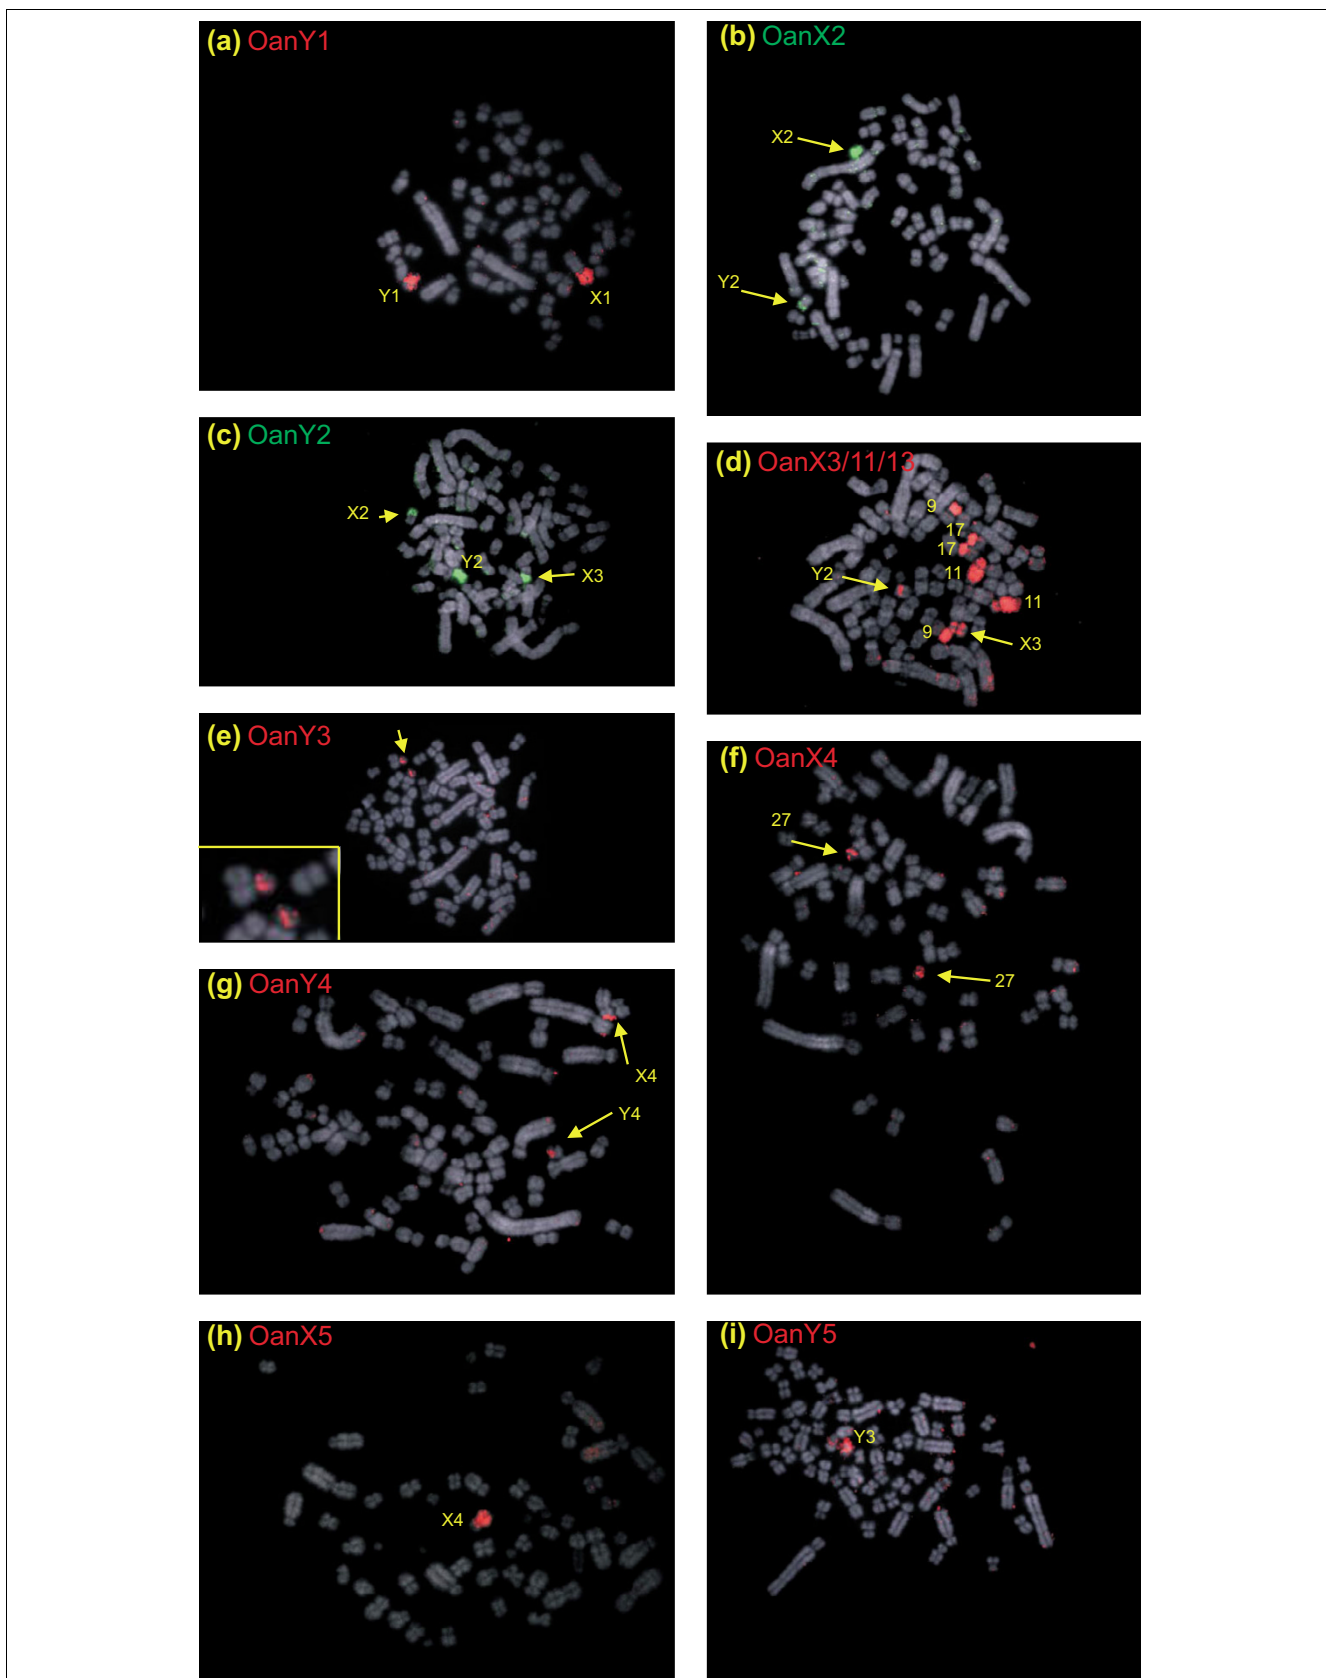 (a) OanY1
Y1
X1
(b) OanX2
X2
Y2
(c) OanY2
X2
Y2
X3
(d) OanX3/11/13
9
17
17
11
Y2
11
9
X3
(e) OanY3
(f) OanX4
27
27
(g) OanY4
X4
Y4
(h) OanX5
X4
(i) OanY5
Y3